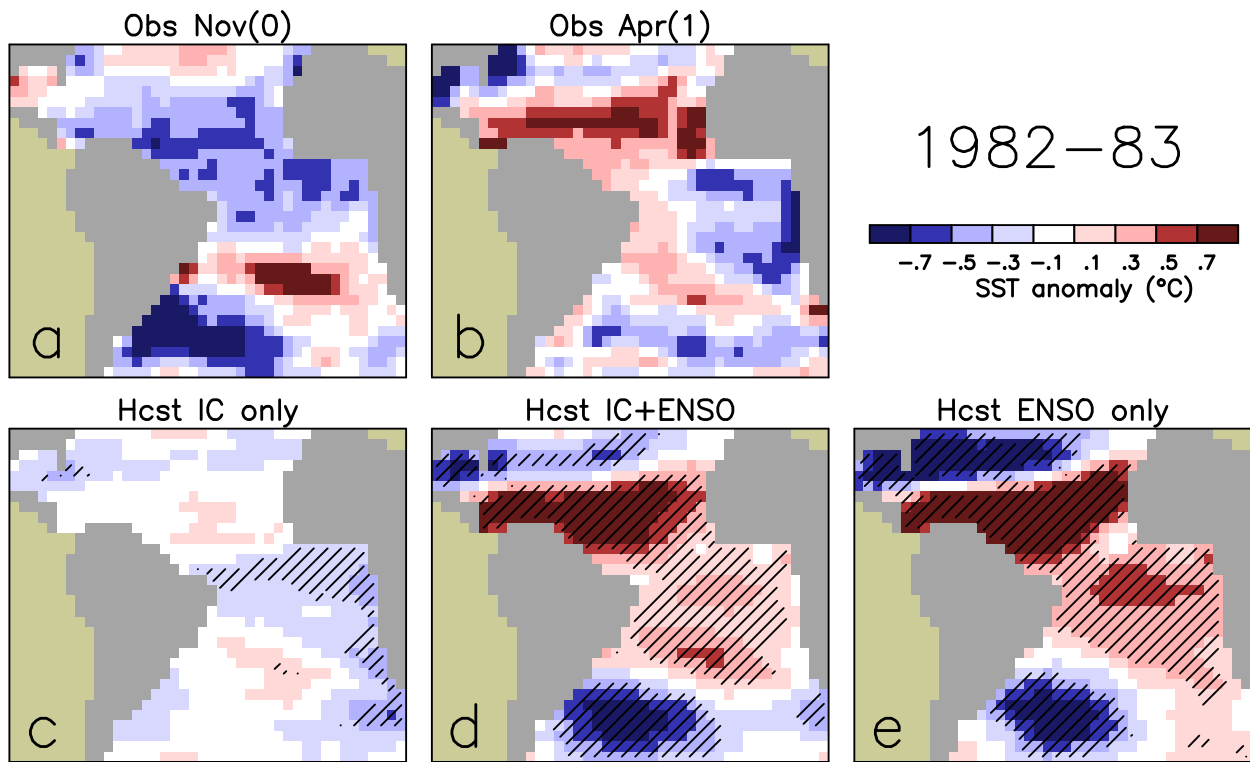 Obs Nov(0)
Obs Apr(1)
a
b
1982-83
-.7 -.5 -.3 -.1 .1 .3 .5 .7
SST anomaly (°C)
Hcst IC only
Hcst IC+ENSO
Hcst ENSO only
c
d
e